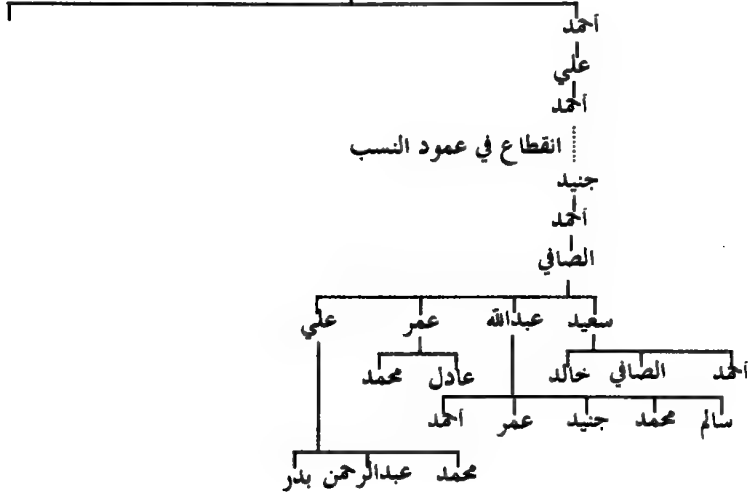 أحمد
علي
أحمد
انقطاع في عمود النسب
جنيد
أحمد
الصافي
سعيد عبدالله عمر علي
أحمد الصافي خالد عادل محمد
سالم محمد جنيد عمر أحمد
محمد عبدالرحمن بدر